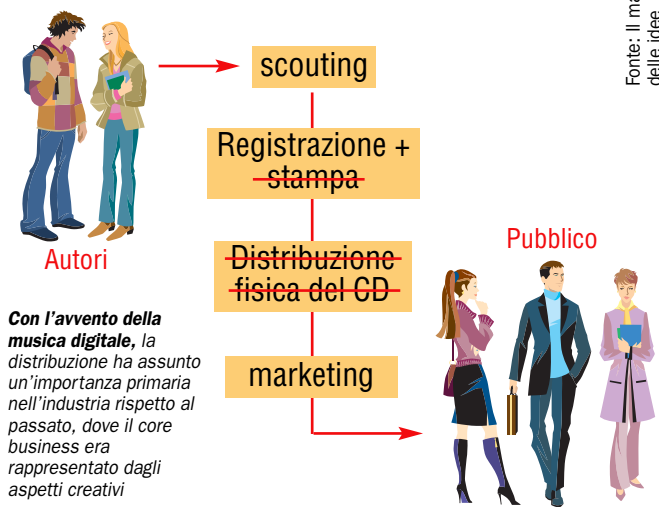 Fonte: Il
delle idee,
scouting
Registrazione +
stampa
Autori
Distribuzione
fisica del CD
Pubblico
Con l’avvento della
musica digitale, la
distribuzione ha assunto
un’importanza primaria
nell’industria rispetto al
passato, dove il core
business era
rappresentato dagli
aspetti creativi
marketing